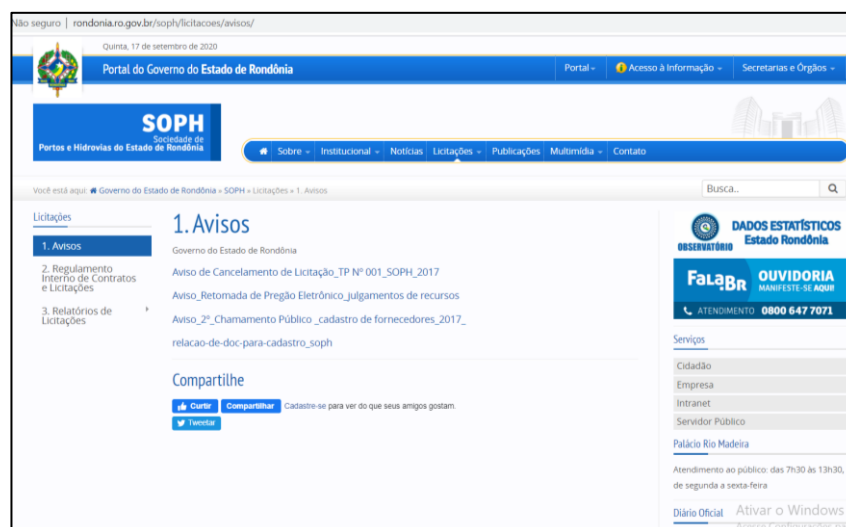 Não seguro | rondonia.ro.gov.br/soph/licitacoes/avisos/
Quinta, 17 de setembro de 2020
Portal do Governo do Estado de Rondônia
Portal
Acesso à Informação
Secretarias e Órgãos
SOPH
Sociedade de
Portos e Hidrovias do Estado de Rondônia
Sobre
Institucional
Notícias
Licitações
Publicações
Multimídia
Contato
Você está aqui: Governo do Estado de Rondônia » SOPH » Licitações » 1. Avisos
Busca..
Licitações
1. Avisos
2. Regulamento
Interno de Contratos
e Licitações
3. Relatórios de
Licitações
1. Avisos
Governo do Estado de Rondônia
Aviso de Cancelamento de Licitação_TP Nº 001_SOPH_2017
Aviso_Retomada de Pregão Eletrônico_julgamentos de recursos
Aviso_2º_Chamamento Público _cadastro de fornecedores_2017_
relacao-de-doc-para-cadastro_soph
Compartilhe
Curtir
Compartilhar
Cadastre-se para ver do que seus amigos gostam.
Tweetar
OBSERVATÓRIO
DADOS ESTATÍSTICOS
Estado Rondônia
FalaBR
OUVIDORIA
MANIFESTE-SE AQUI!
ATENDIMENTO 0800 647 7071
Serviços
Cidadão
Empresa
Intranet
Servidor Público
Palácio Rio Madeira
Atendimento ao público: das 7h30 às 13h30,
de segunda a sexta-feira
Diário Oficial
Ativar o Windows